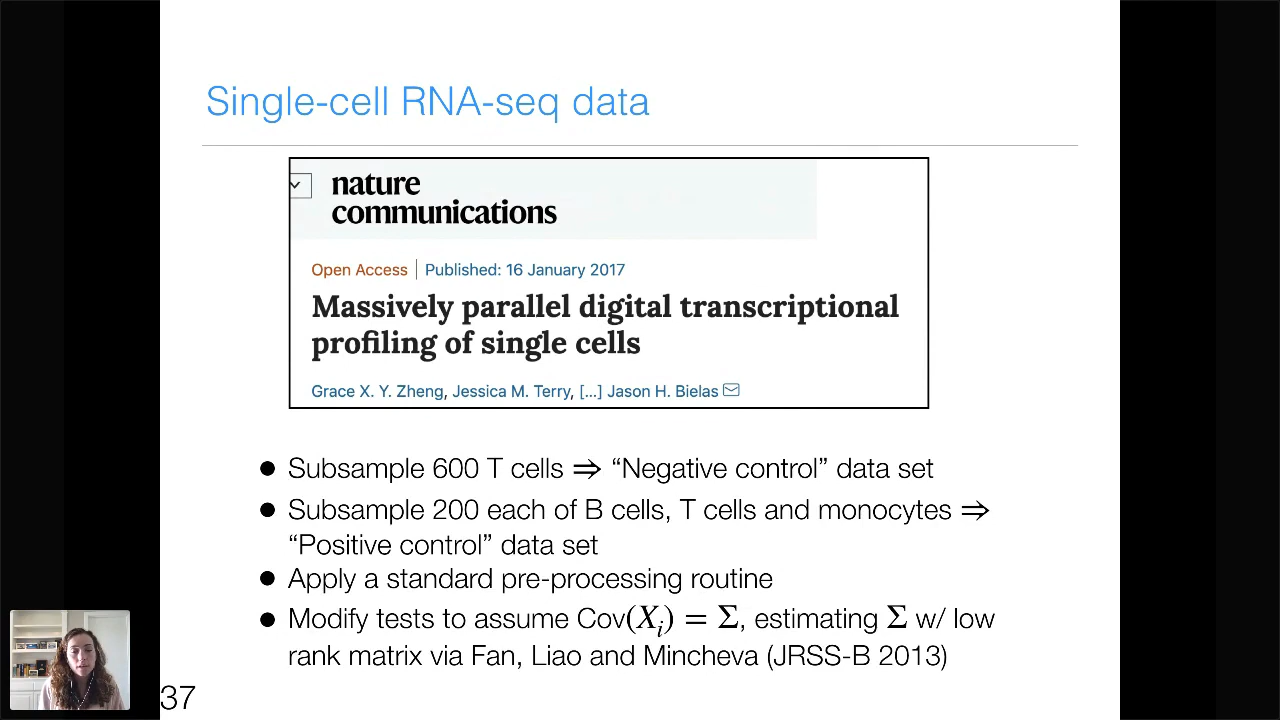 Single-cell RNA-seq data
nature
communications
Open Access | Published: 16 January 2017
Massively parallel digital transcriptional
profiling of single cells
Grace X. Y. Zheng, Jessica M. Terry, [...] Jason H. Bielas
● Subsample 600 T cells ⇒ “Negative control” data set
● Subsample 200 each of B cells, T cells and monocytes ⇒
“Positive control” data set
● Apply a standard pre-processing routine
● Modify tests to assume Cov(Xᵢ) = Σ, estimating Σ w/ low
rank matrix via Fan, Liao and Mincheva (JRSS-B 2013)
37